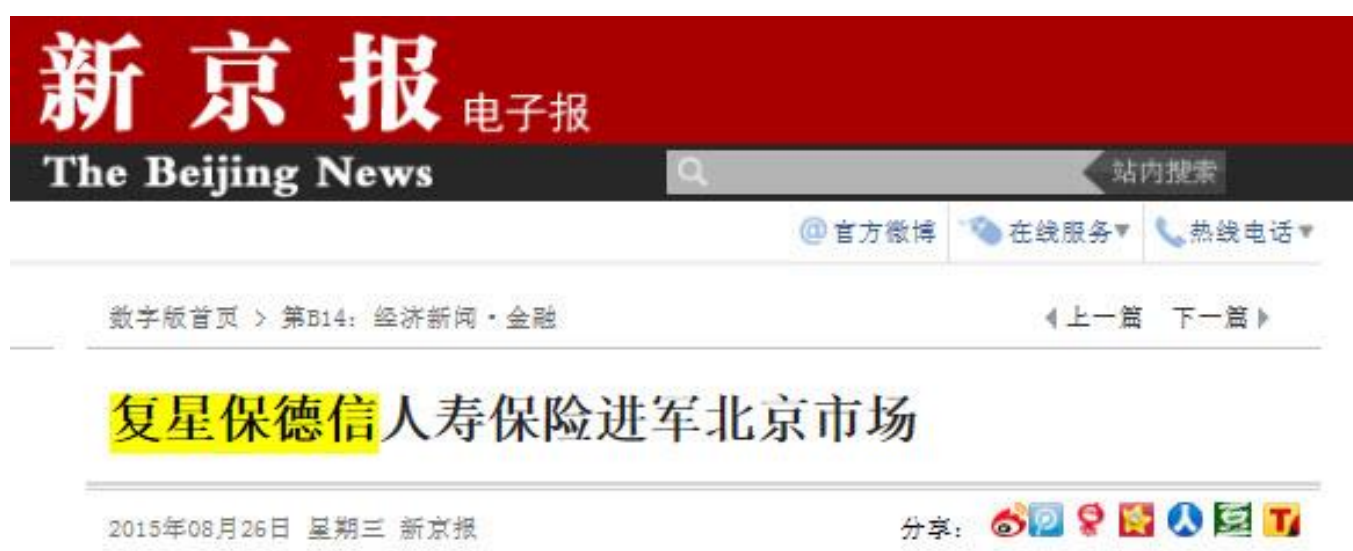 新京报 电子报
The Beijing News 站内搜索
@官方微博 在线服务▼ 热线电话▼
数字版首页 > 第B14：经济新闻·金融 上一篇 下一篇
复星保德信人寿保险进军北京市场
2015年08月26日 星期三 新京报 分享：